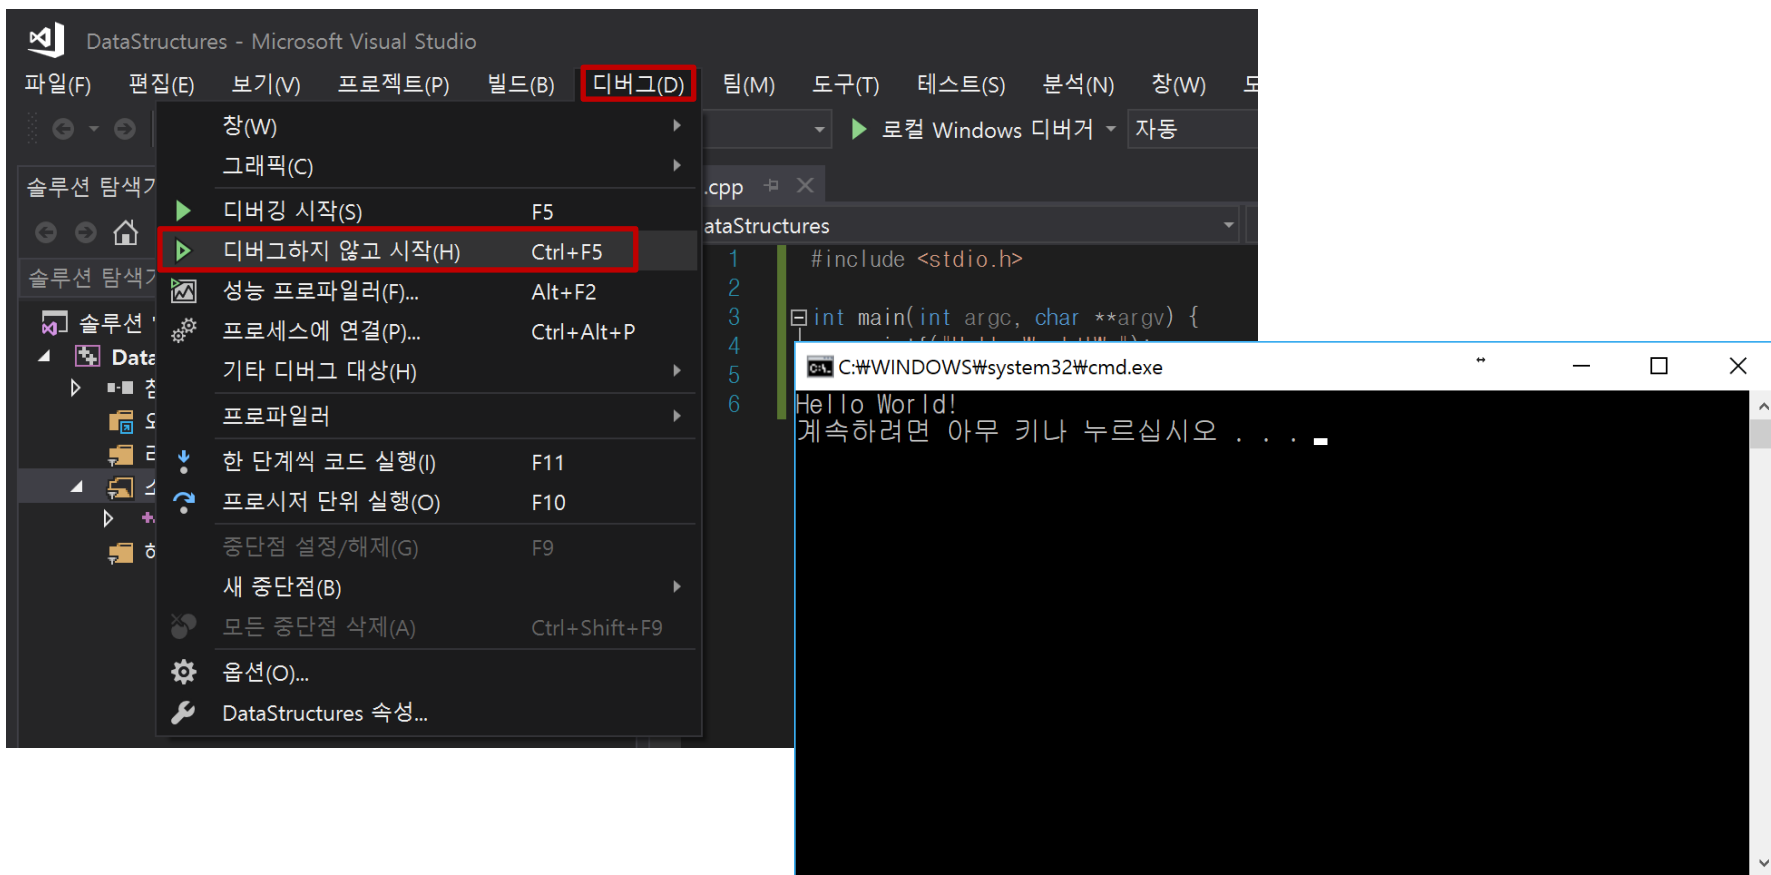 DataStructures - Microsoft Visual Studio
파일(F) 편집(E) 보기(V) 프로젝트(P) 빌드(B) 디버그(D) 팀(M) 도구(T) 테스트(S) 분석(N) 창(W)
로컬 Windows 디버거 자동
창(W)
그래픽(C)
디버깅 시작(S) F5
디버그하지 않고 시작(H) Ctrl+F5
성능 프로파일러(F)... Alt+F2
프로세스에 연결(P)... Ctrl+Alt+P
기타 디버그 대상(H)
프로파일러
한 단계씩 코드 실행(I) F11
프로시저 단위 실행(O) F10
중단점 설정/해제(G) F9
새 중단점(B)
모든 중단점 삭제(A) Ctrl+Shift+F9
옵션(O)...
DataStructures 속성...
솔루션
솔루션
솔루션 '
Data
.cpp
ataStructures
1 #include <stdio.h>
2
3 int main(int argc, char **argv) {
4
5
6
C:₩WINDOWS₩system32₩cmd.exe
Hello World!
계속하려면 아무 키나 누르십시오 . . .